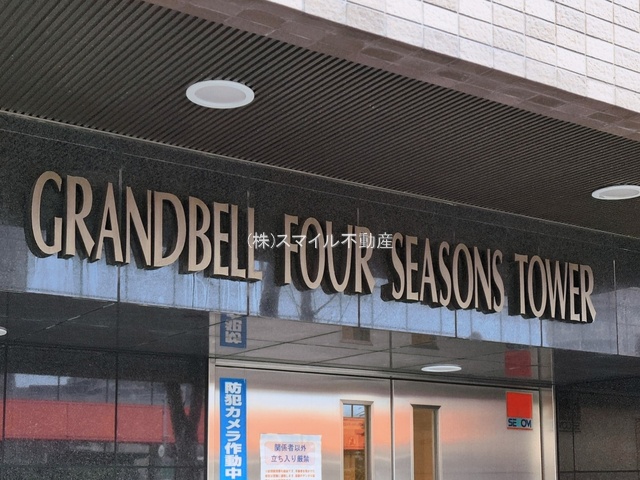 GRANDBELL FOUR SEASONS TOWER
(株)スマイル不動産
防犯カメラ作動中
SECOM
関係者以外
立ち入り厳禁